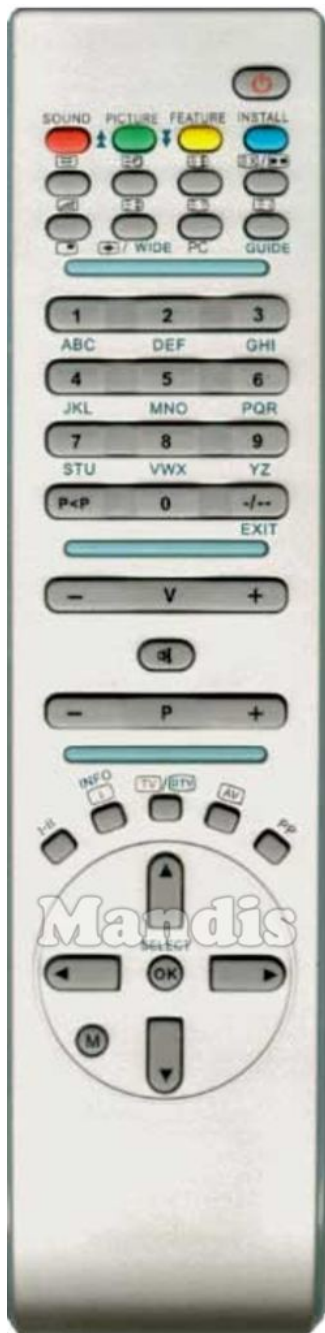 SOUND PICTURE FEATURE INSTALL
/ WIDE PC GUIDE
1 2 3
ABC DEF GHI
4 5 6
JKL MNO PQR
7 8 9
STU VWX YZ
P<P 0 -/--
EXIT
- V +
- P +
INFO TV/DTV AV
I-II i PP
Mandis
SELECT
OK
M